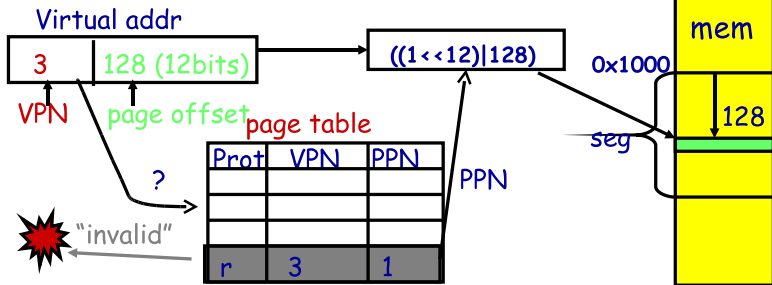 Virtual addr
3 128 (12bits)
VPN page offset
((1<<12)|128)
mem
0x1000
128
seg
page table
Prot VPN PPN
?
PPN
"invalid"
r 3 1